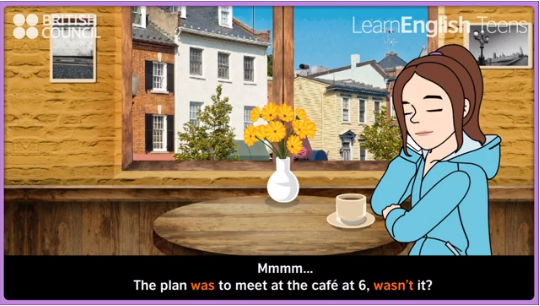 BRITISH
COUNCIL
LearnEnglish Teens
Mmmm...
The plan was to meet at the café at 6, wasn't it?